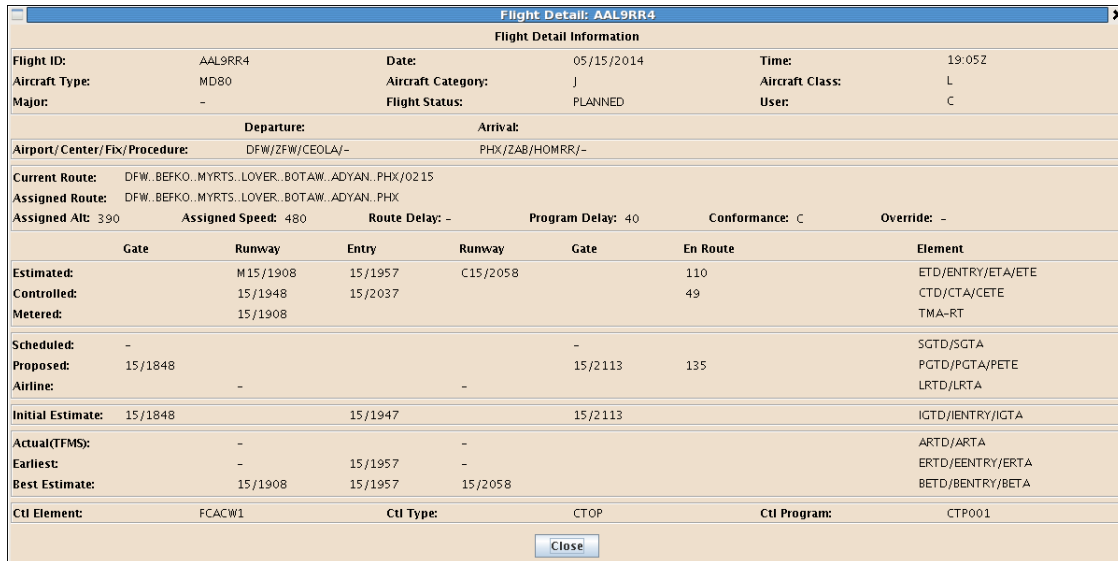 Flight Detail: AAL9RR4
Flight Detail Information
Flight ID: AAL9RR4 Date: 05/15/2014 Time: 19:05Z
Aircraft Type: MD80 Aircraft Category: J Aircraft Class: L
Major: - Flight Status: PLANNED User: C
Departure: Arrival:
Airport/Center/Fix/Procedure: DFW/ZFW/CEOLA/- PHX/ZAB/HOMRR/-
Current Route: DFW..BEFKO..MYRTS..LOVER..BOTAW..ADYAN..PHX/0215
Assigned Route: DFW..BEFKO..MYRTS..LOVER..BOTAW..ADYAN..PHX
Assigned Alt: 390 Assigned Speed: 480 Route Delay: - Program Delay: 40 Conformance: C Override: -
Gate Runway Entry Runway Gate En Route Element
Estimated: M15/1908 15/1957 C15/2058 110 ETD/ENTRY/ETA/ETE
Controlled: 15/1948 15/2037 49 CTD/CTA/CETE
Metered: 15/1908 TMA-RT
Scheduled: - - SGTD/SGTA
Proposed: 15/1848 15/2113 135 PGTD/PGTA/PETE
Airline: - - LRTD/LRTA
Initial Estimate: 15/1848 15/1947 15/2113 IGTD/IENTRY/IGTA
Actual(TFMS): - - ARTD/ARTA
Earliest: - 15/1957 - ERTD/EENTRY/ERTA
Best Estimate: 15/1908 15/1957 15/2058 BETD/BENTRY/BETA
Ctl Element: FCACW1 Ctl Type: CTOP Ctl Program: CTP001
Close